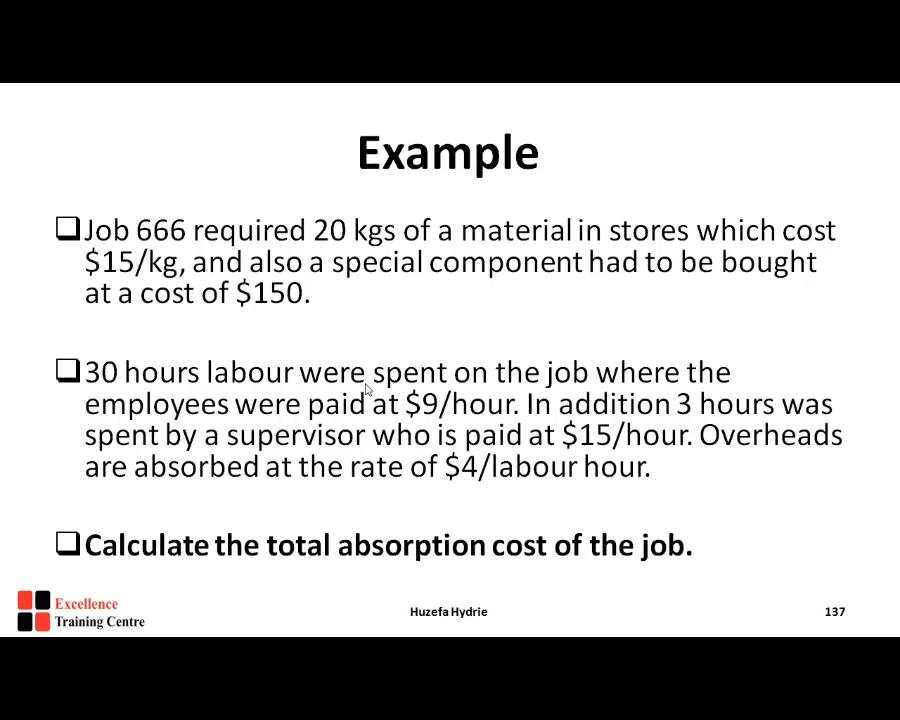 Example
Job 666 required 20 kgs of a material in stores which cost
$15/kg, and also a special component had to be bought
at a cost of $150.
30 hours labour were spent on the job where the
employees were paid at $9/hour. In addition 3 hours was
spent by a supervisor who is paid at $15/hour. Overheads
are absorbed at the rate of $4/labour hour.
Calculate the total absorption cost of the job.
Excellence
Training Centre
Huzefa Hydrie
137